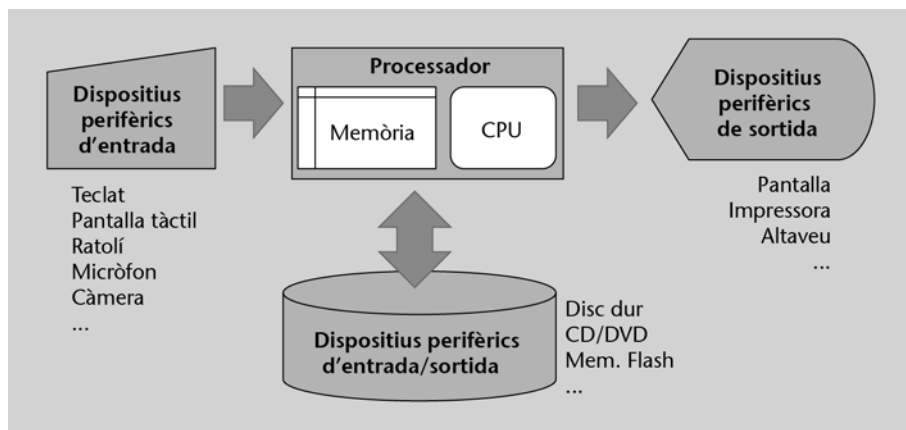 Dispositius
perifèrics
d'entrada
Teclat
Pantalla tàctil
Ratolí
Micròfon
Càmera
...
Processador
Memòria
CPU
Dispositius
perifèrics
de sortida
Pantalla
Impressora
Altaveu
...
Dispositius perifèrics
d'entrada/sortida
Disc dur
CD/DVD
Mem. Flash
...